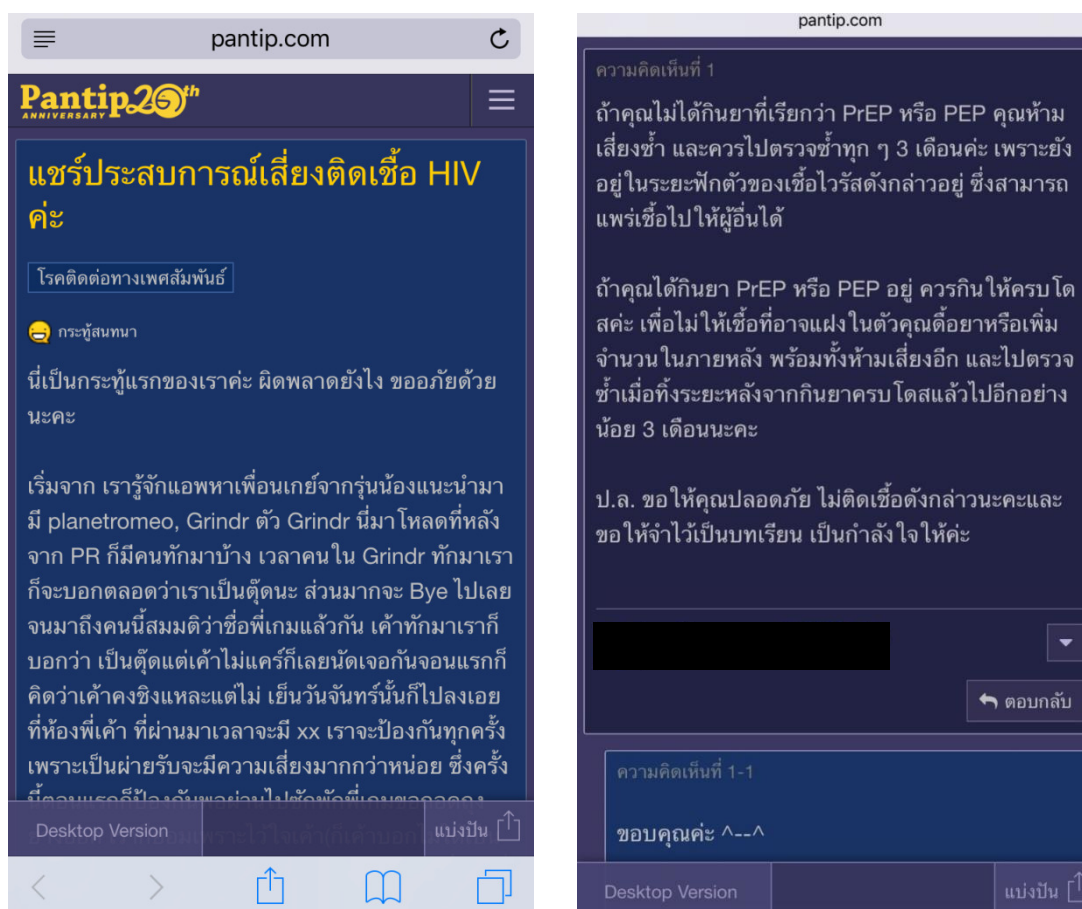 pantip.com
Pantip 20th
ANNIVERSARY
แชร์ประสบการณ์เสี่ยงติดเชื้อ HIV
ค่ะ
โรคติดต่อทางเพศสัมพันธ์
กระทู้สนทนา
นี่เป็นกระทู้แรกของเราค่ะ ผิดพลาดยังไง ขออภัยด้วย
นะคะ
เริ่มจาก เรารู้จักแอพหาเพื่อนเกย์จากรุ่นน้องแนะนำมา
มี planetromeo, Grindr ตัว Grindr นี่มาโหลดทีหลัง
จาก PR ก็มีคนทักมาบ้าง เวลาคนใน Grindr ทักมาเรา
ก็จะบอกตลอดว่าเราเป็นตุ๊ดนะ ส่วนมากจะ Bye ไปเลย
จนมาถึงคนนี้สมมติว่าชื่อพี่เกมแล้วกัน เค้าทักมาเราก็
บอกว่า เป็นตุ๊ดแต่เค้าไม่แคร์ก็เลยนัดเจอกันจอนแรกก็
คิดว่าเค้าคงชิงแหละแต่ไม่ เย็นวันจันทร์นั้นก็ไปลงเอย
ที่ห้องพี่เค้า ที่ผ่านมาเวลาจะมี xx เราจะป้องกันทุกครั้ง
เพราะเป็นฝ่ายรับจะมีความเสี่ยงมากกว่าหน่อย ซึ่งครั้ง
นี้ตอนแรกก็ป้องกันพอผ่านไปซักพักพี่เกมขอถอดถุง
Desktop Version
แบ่งปัน
pantip.com
ความคิดเห็นที่ 1
ถ้าคุณไม่ได้กินยาที่เรียกว่า PrEP หรือ PEP คุณห้าม
เสี่ยงซ้ำ และควรไปตรวจซ้ำทุก ๆ 3 เดือนค่ะ เพราะยัง
อยู่ในระยะฟักตัวของเชื้อไวรัสดังกล่าวอยู่ ซึ่งสามารถ
แพร่เชื้อไปให้ผู้อื่นได้
ถ้าคุณได้กินยา PrEP หรือ PEP อยู่ ควรกินให้ครบโด
สค่ะ เพื่อไม่ให้เชื้อที่อาจแฝงในตัวคุณดื้อยาหรือเพิ่ม
จำนวนในภายหลัง พร้อมทั้งห้ามเสี่ยงอีก และไปตรวจ
ซ้ำเมื่อทิ้งระยะหลังจากกินยาครบโดสแล้วไปอีกอย่าง
น้อย 3 เดือนนะคะ
ป.ล. ขอให้คุณปลอดภัย ไม่ติดเชื้อดังกล่าวนะคะและ
ขอให้จำไว้เป็นบทเรียน เป็นกำลังใจให้ค่ะ
ตอบกลับ
ความคิดเห็นที่ 1-1
ขอบคุณค่ะ ^--^
Desktop Version
แบ่งปัน